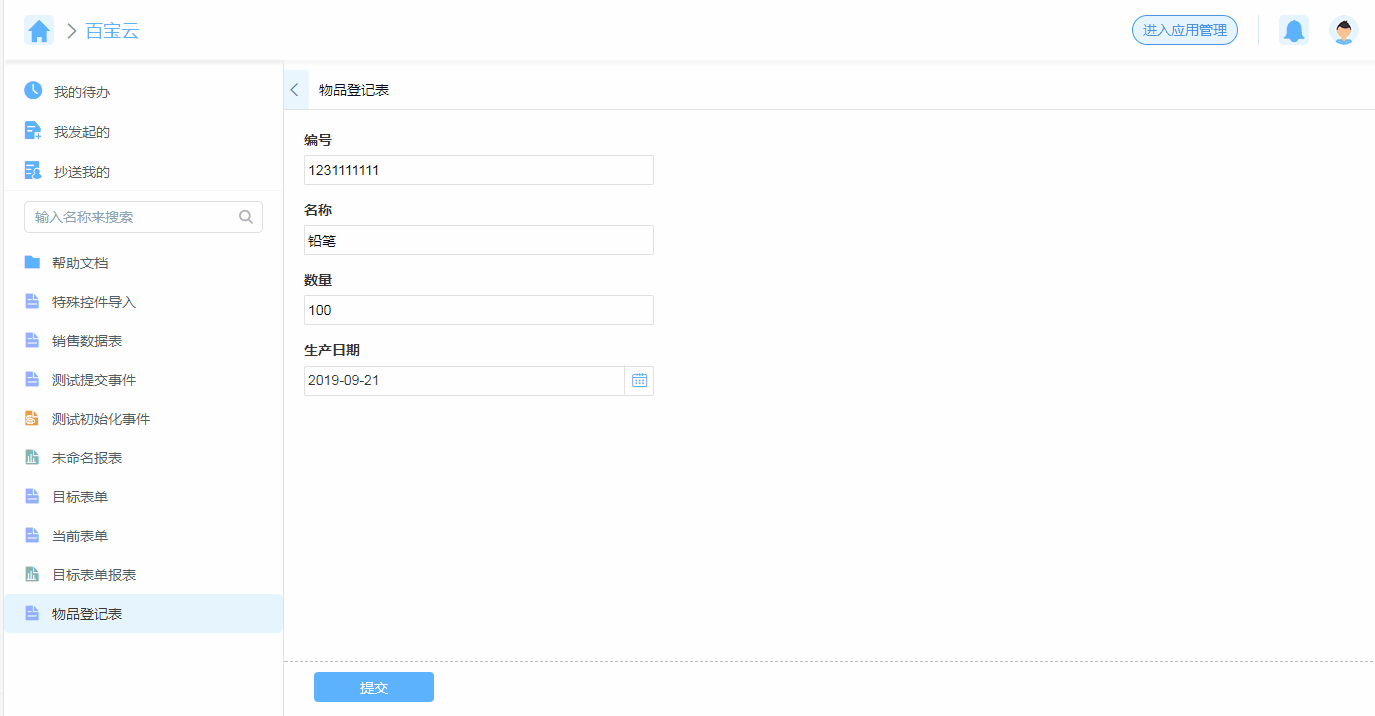 百宝云
进入应用管理
我的待办
我发起的
抄送我的
输入名称来搜索
帮助文档
特殊控件导入
销售数据表
测试提交事件
测试初始化事件
未命名报表
目标表单
当前表单
目标表单报表
物品登记表
物品登记表
编号
1231111111
名称
铅笔
数量
100
生产日期
2019-09-21
提交